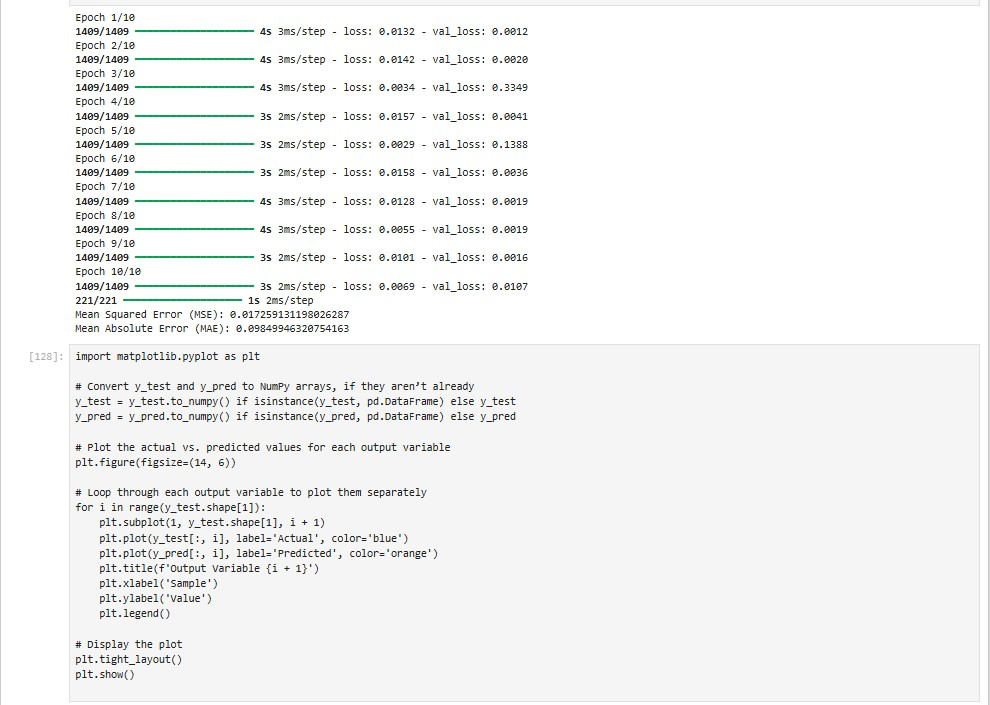 Epoch 1/10
1409/1409 ━━━━━━━━━━━━━━━━━━━━ 4s 3ms/step - loss: 0.0132 - val_loss: 0.0012
Epoch 2/10
1409/1409 ━━━━━━━━━━━━━━━━━━━━ 4s 3ms/step - loss: 0.0142 - val_loss: 0.0020
Epoch 3/10
1409/1409 ━━━━━━━━━━━━━━━━━━━━ 4s 3ms/step - loss: 0.0034 - val_loss: 0.3349
Epoch 4/10
1409/1409 ━━━━━━━━━━━━━━━━━━━━ 3s 2ms/step - loss: 0.0157 - val_loss: 0.0041
Epoch 5/10
1409/1409 ━━━━━━━━━━━━━━━━━━━━ 3s 2ms/step - loss: 0.0029 - val_loss: 0.1388
Epoch 6/10
1409/1409 ━━━━━━━━━━━━━━━━━━━━ 3s 2ms/step - loss: 0.0158 - val_loss: 0.0036
Epoch 7/10
1409/1409 ━━━━━━━━━━━━━━━━━━━━ 4s 3ms/step - loss: 0.0128 - val_loss: 0.0019
Epoch 8/10
1409/1409 ━━━━━━━━━━━━━━━━━━━━ 4s 3ms/step - loss: 0.0055 - val_loss: 0.0019
Epoch 9/10
1409/1409 ━━━━━━━━━━━━━━━━━━━━ 3s 2ms/step - loss: 0.0101 - val_loss: 0.0016
Epoch 10/10
1409/1409 ━━━━━━━━━━━━━━━━━━━━ 3s 2ms/step - loss: 0.0069 - val_loss: 0.0107
221/221 ━━━━━━━━━━━━━━━━━━━━ 1s 2ms/step
Mean Squared Error (MSE): 0.017259131198026287
Mean Absolute Error (MAE): 0.09849946320754163
[128]: import matplotlib.pyplot as plt

# Convert y_test and y_pred to NumPy arrays, if they aren’t already
y_test = y_test.to_numpy() if isinstance(y_test, pd.DataFrame) else y_test
y_pred = y_pred.to_numpy() if isinstance(y_pred, pd.DataFrame) else y_pred

# Plot the actual vs. predicted values for each output variable
plt.figure(figsize=(14, 6))

# Loop through each output variable to plot them separately
for i in range(y_test.shape[1]):
    plt.subplot(1, y_test.shape[1], i + 1)
    plt.plot(y_test[:, i], label='Actual', color='blue')
    plt.plot(y_pred[:, i], label='Predicted', color='orange')
    plt.title(f'Output Variable {i + 1}')
    plt.xlabel('Sample')
    plt.ylabel('Value')
    plt.legend()

# Display the plot
plt.tight_layout()
plt.show()